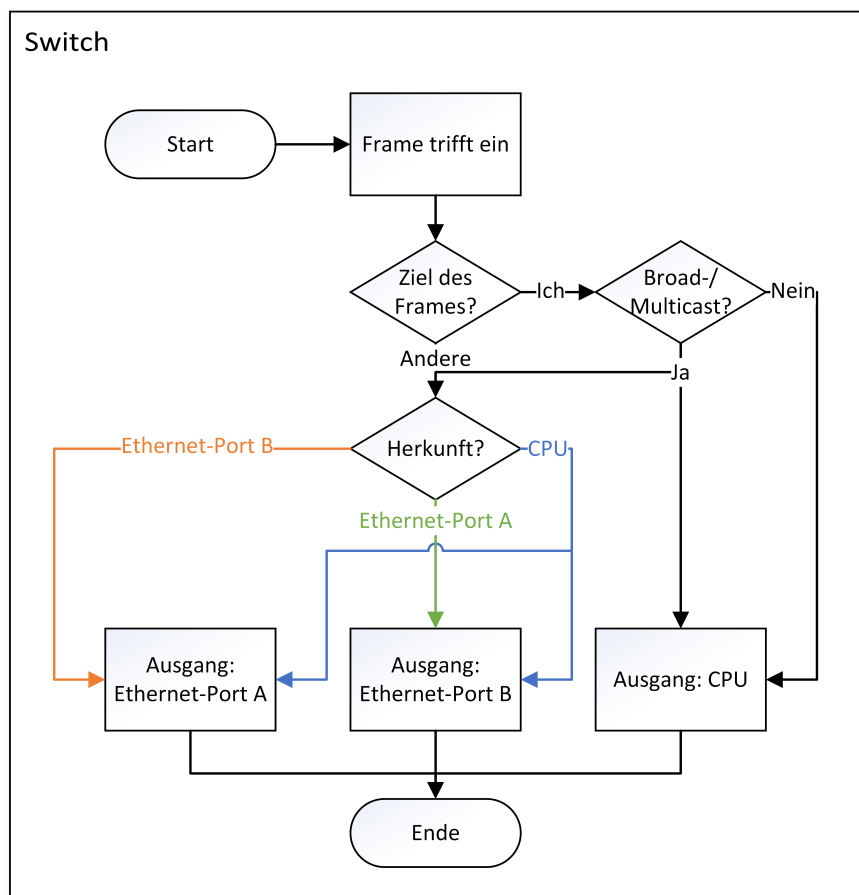 Switch
Start
Frame trifft ein
Ziel des
Frames?
Ich
Broad-/
Multicast?
Nein
Andere
Ja
Ethernet-Port B
Herkunft?
CPU
Ethernet-Port A
Ausgang:
Ethernet-Port A
Ausgang:
Ethernet-Port B
Ausgang: CPU
Ende